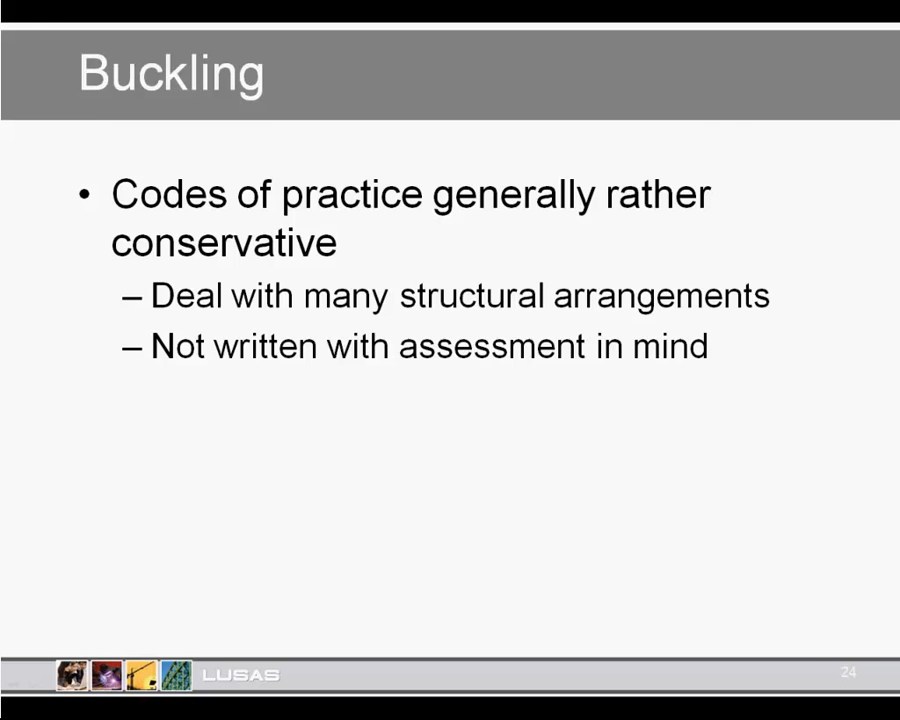 Buckling
• Codes of practice generally rather
conservative
– Deal with many structural arrangements
– Not written with assessment in mind
LUSAS
24